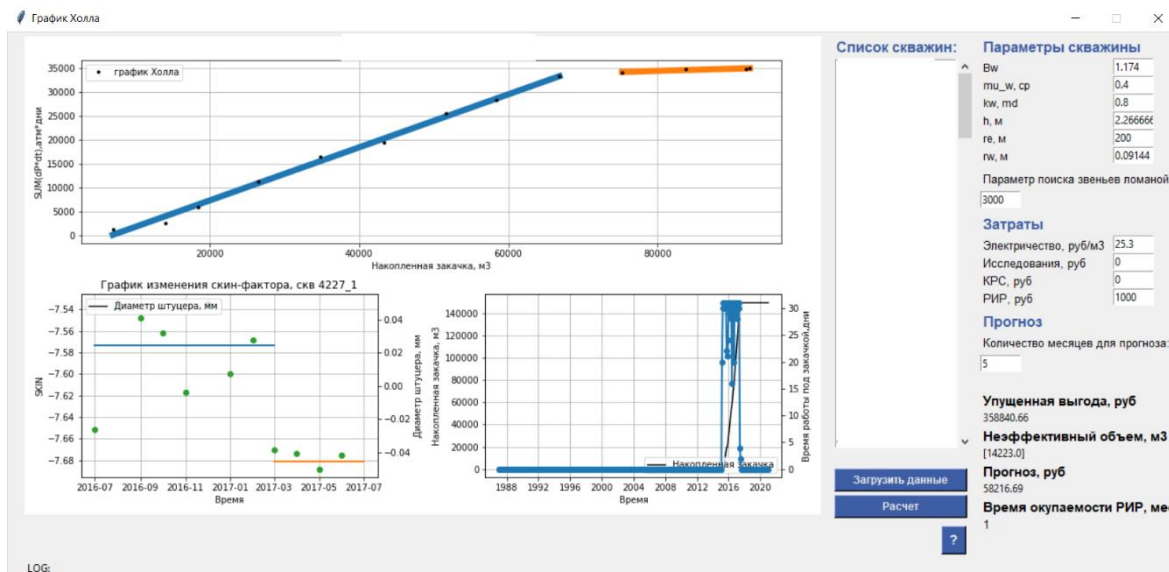 График Холла
35000
30000
25000
20000
15000
10000
5000
0
SUM(dP*dt),атм*дни
график Холла
20000 40000 60000 80000
Накопленная закачка, м3
График изменения скин-фактора, скв 4227_1
Диаметр штуцера, мм
−7.54
−7.56
−7.58
−7.60
−7.62
−7.64
−7.66
−7.68
SKIN
0.04
0.02
0.00
−0.02
−0.04
Диаметр штуцера, мм
2016-07 2016-09 2016-11 2017-01 2017-03 2017-05 2017-07
Время
Накопленная закачка, м3
140000
120000
100000
80000
60000
40000
20000
0
30
25
20
15
10
5
0
Время работы под закачкой,дни
Накопленная закачка
1988 1992 1996 2000 2004 2008 2012 2016 2020
Время
Список скважин:
Загрузить данные
Расчет
?
Параметры скважины
Bw 1.174
mu_w, cp 0.4
kw, md 0.8
h, м 2.266666
re, м 200
rw, м 0.09144
Параметр поиска звеньев ломаной
3000
Затраты
Электричество, руб/м3 25.3
Исследования, руб 0
КРС, руб 0
РИР, руб 1000
Прогноз
Количество месяцев для прогноза:
5
Упущенная выгода, руб
358840.66
Неэффективный объем, м3
[14223.0]
Прогноз, руб
58216.69
Время окупаемости РИР, мес
1
LOG: